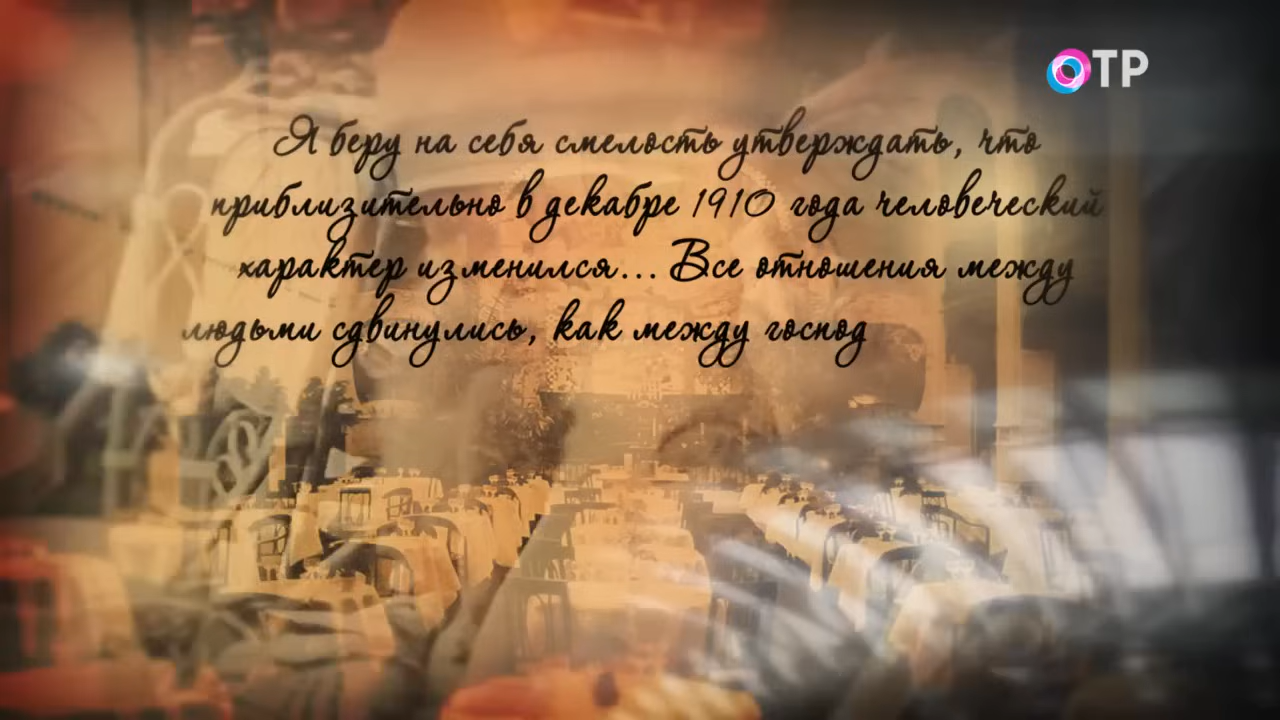 ОТР
Я беру на себя смелость утверждать, что
приблизительно в декабре 1910 года человеческий
характер изменился... Все отношения между
людьми сдвинулись, как между господ